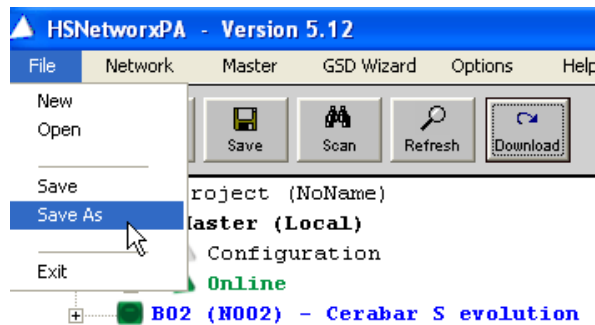 HSNetworxPA - Version 5.12
File Network Master GSD Wizard Options Help
New
Open
Save Scan Refresh Download
Save
roject (NoName)
Save As
aster (Local)
Configuration
Exit
Online
B02 (N002) - Cerabar S evolution